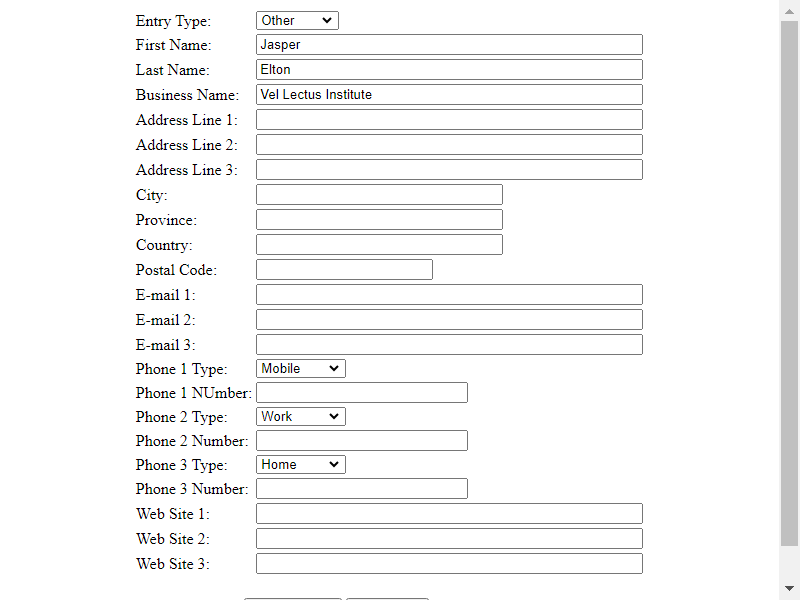 Entry Type: Other
First Name: Jasper
Last Name: Elton
Business Name: Vel Lectus Institute
Address Line 1:
Address Line 2:
Address Line 3:
City:
Province:
Country:
Postal Code:
E-mail 1:
E-mail 2:
E-mail 3:
Phone 1 Type: Mobile
Phone 1 NUmber:
Phone 2 Type: Work
Phone 2 Number:
Phone 3 Type: Home
Phone 3 Number:
Web Site 1:
Web Site 2:
Web Site 3: